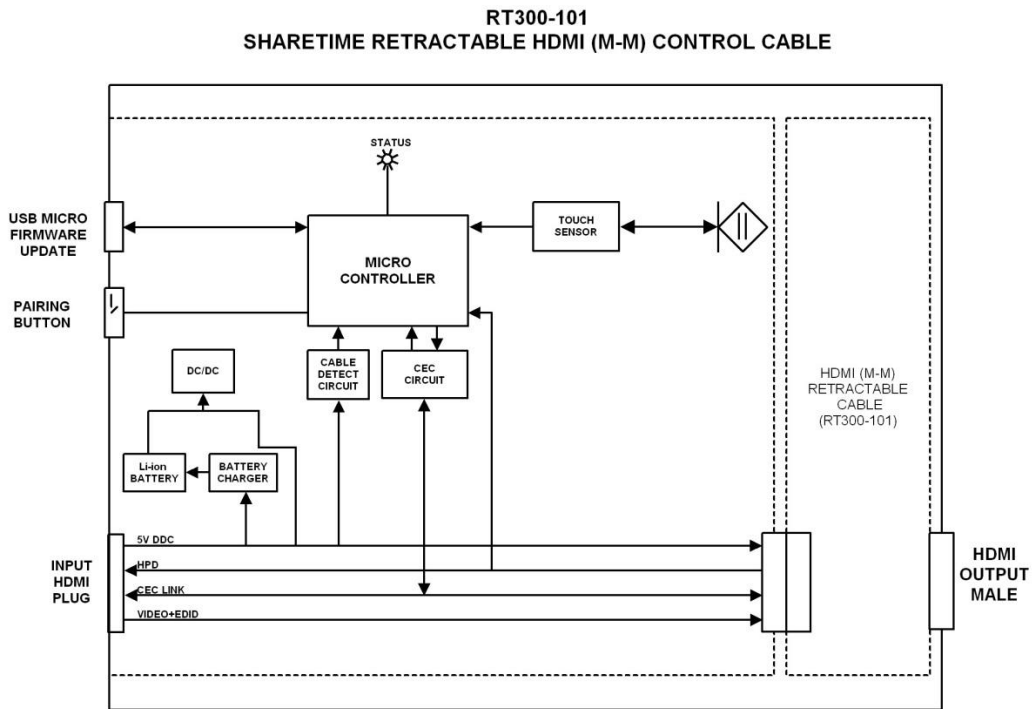 RT300-101
SHARETIME RETRACTABLE HDMI (M-M) CONTROL CABLE
STATUS
USB MICRO
FIRMWARE
UPDATE
TOUCH
SENSOR
MICRO
CONTROLLER
PAIRING
BUTTON
DC/DC
CABLE
DETECT
CIRCUIT
CEC
CIRCUIT
HDMI (M-M)
RETRACTABLE
CABLE
(RT300-101)
Li-ion
BATTERY
BATTERY
CHARGER
5V DDC
HPD
CEC LINK
VIDEO+EDID
INPUT
HDMI
PLUG
HDMI
OUTPUT
MALE